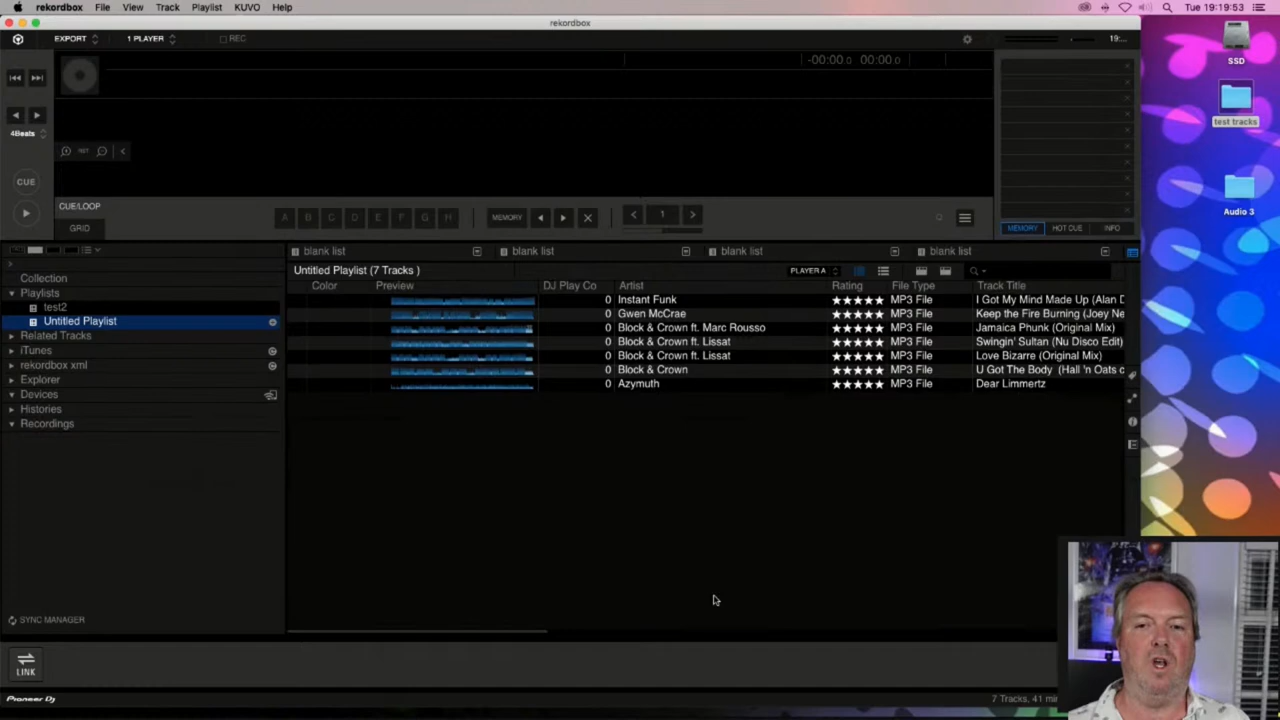 rekordbox File View Track Playlist KUVO Help Tue 19:19:53
rekordbox
EXPORT 1 PLAYER REC 19:...
-00:00.0 00:00.0
SSD
test tracks
4Beats
RST
CUE
CUE/LOOP
GRID
A B C D E F G H MEMORY 1
MEMORY HOT CUE INFO
Audio 3
blank list blank list blank list blank list
Untitled Playlist (7 Tracks ) PLAYER A
Color Preview DJ Play Co Artist Rating File Type Track Title
0 Instant Funk ★★★★★ MP3 File I Got My Mind Made Up (Alan D
0 Gwen McCrae ★★★★★ MP3 File Keep the Fire Burning (Joey Ne
0 Block & Crown ft. Marc Rousso ★★★★★ MP3 File Jamaica Phunk (Original Mix)
0 Block & Crown ft. Lissat ★★★★★ MP3 File Swingin' Sultan (Nu Disco Edit)
0 Block & Crown ft. Lissat ★★★★★ MP3 File Love Bizarre (Original Mix)
0 Block & Crown ★★★★★ MP3 File U Got The Body (Hall 'n Oats c
0 Azymuth ★★★★★ MP3 File Dear Limmertz
Collection
Playlists
test2
Untitled Playlist
Related Tracks
iTunes
rekordbox xml
Explorer
Devices
Histories
Recordings
SYNC MANAGER
LINK
Pioneer Dj
7 Tracks, 41 min